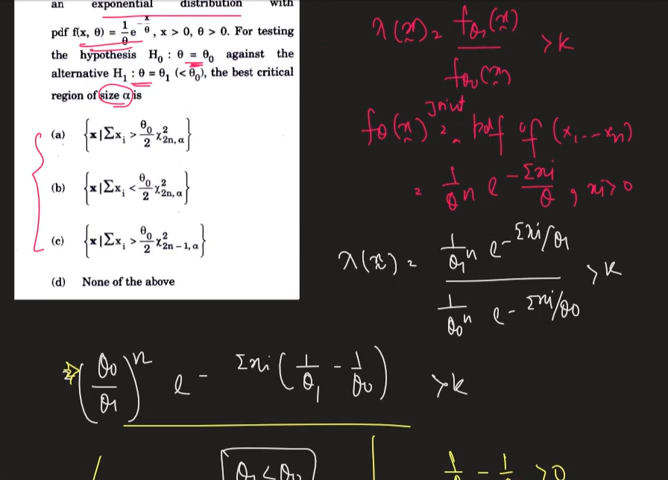 an exponential distribution with
pdf f(x, θ) = 1/θ e^(-x/θ), x > 0, θ > 0. For testing
the hypothesis H₀ : θ = θ₀ against the
alternative H₁ : θ = θ₁ (< θ₀), the best critical
region of size α is
(a) {x | Σxᵢ > θ₀/2 χ²₂ₙ,α}
(b) {x | Σxᵢ < θ₀/2 χ²₂ₙ,α}
(c) {x | Σxᵢ > θ₀/2 χ²₂ₙ₋₁,α}
(d) None of the above
λ(x) = fθ₁(x) / fθ₀(x) > k
fθ(x) = Joint pdf of (x₁ -- xₙ)
= 1/θⁿ e^(-Σxi/θ), xi > 0
λ(x) = (1/θ₁ⁿ e^(-Σxi/θ₁)) / (1/θ₀ⁿ e^(-Σxi/θ₀)) > k
(θ₀/θ₁)ⁿ e^(-Σxi(1/θ₁ - 1/θ₀)) > k
θ₁ < θ₀